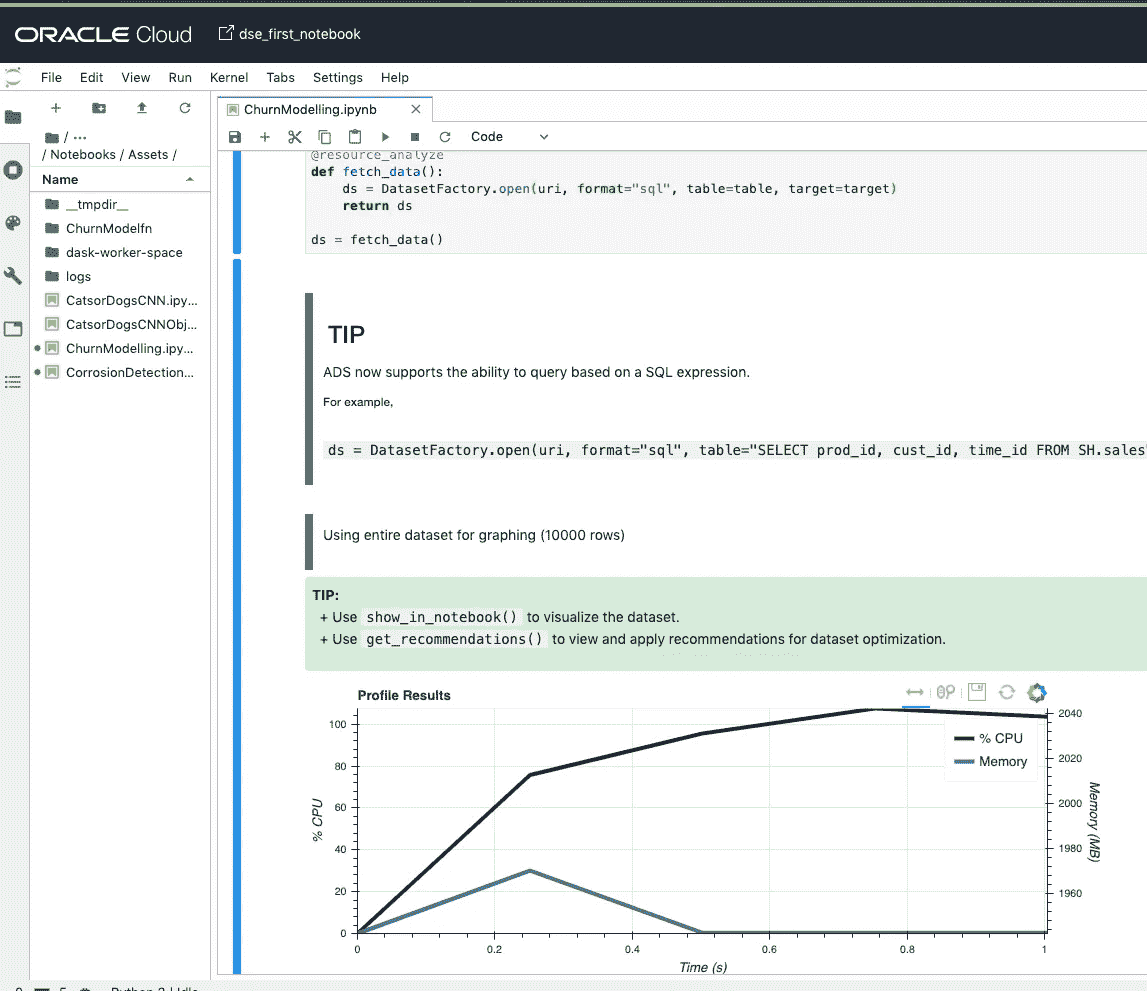 ORACLE Cloud dse_first_notebook
File Edit View Run Kernel Tabs Settings Help
/ ...
/ Notebooks / Assets /
Name
__tmpdir__
ChurnModelfn
dask-worker-space
logs
CatsorDogsCNN.ipy...
CatsorDogsCNNObj...
ChurnModelling.ipy...
CorrosionDetection...
ChurnModelling.ipynb
Code
@resource_analyze
def fetch_data():
ds = DatasetFactory.open(uri, format="sql", table=table, target=target)
return ds
ds = fetch_data()
TIP
ADS now supports the ability to query based on a SQL expression.
For example,
ds = DatasetFactory.open(uri, format="sql", table="SELECT prod_id, cust_id, time_id FROM SH.sales"
Using entire dataset for graphing (10000 rows)
TIP:
+ Use show_in_notebook() to visualize the dataset.
+ Use get_recommendations() to view and apply recommendations for dataset optimization.
Profile Results
% CPU
100
80
60
40
20
0
% CPU
Memory
2040
2020
2000
1980
1960
Memory (MB)
0 0.2 0.4 0.6 0.8 1
Time (s)